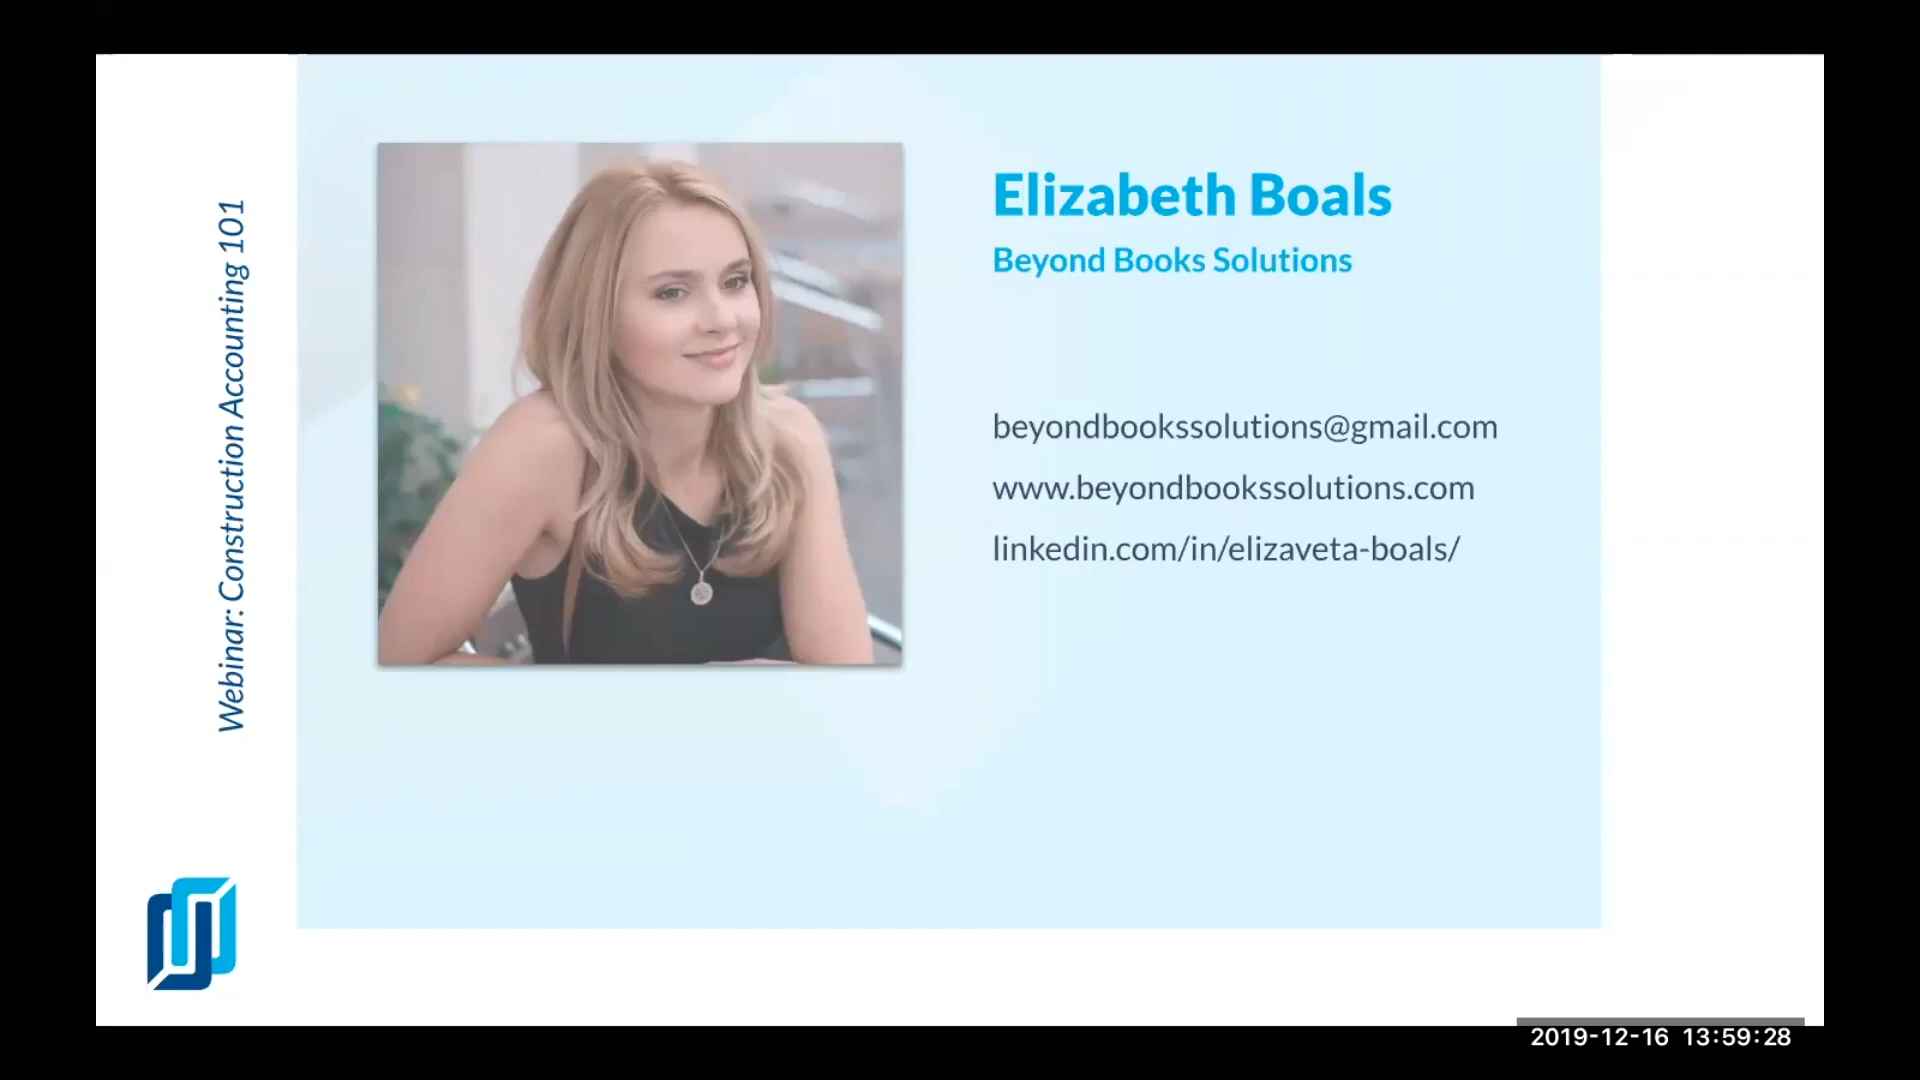 Webinar: Construction Accounting 101
Elizabeth Boals
Beyond Books Solutions
beyondbookssolutions@gmail.com
www.beyondbookssolutions.com
linkedin.com/in/elizaveta-boals/
2019-12-16 13:59:28